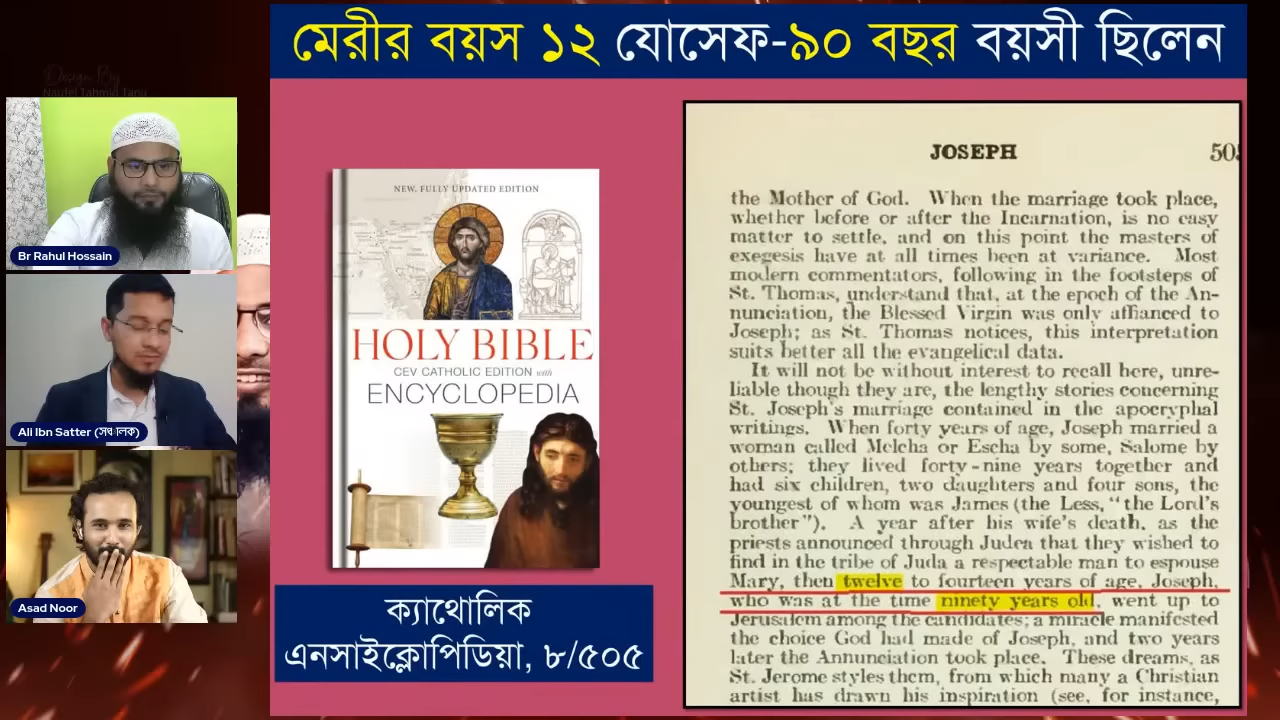 মেরীর বয়স ১২ যোসেফ-৯০ বছর বয়সী ছিলেন
Design By
Naufel Tahmid Tanu
Br Rahul Hossain
Ali Ibn Satter (সঞ্চালক)
Asad Noor
NEW, FULLY UPDATED EDITION
HOLY BIBLE
CEV CATHOLIC EDITION with
ENCYCLOPEDIA
ক্যাথোলিক
এনসাইক্লোপিডিয়া, ৮/৫০৫
JOSEPH 505
the Mother of God. When the marriage took place,
whether before or after the Incarnation, is no easy
matter to settle, and on this point the masters of
exegesis have at all times been at variance. Most
modern commentators, following in the footsteps of
St. Thomas, understand that, at the epoch of the An-
nunciation, the Blessed Virgin was only affianced to
Joseph; as St. Thomas notices, this interpretation
suits better all the evangelical data.
It will not be without interest to recall here, unre-
liable though they are, the lengthy stories concerning
St. Joseph's marriage contained in the apocryphal
writings. When forty years of age, Joseph married a
woman called Melcha or Escha by some, Salome by
others; they lived forty-nine years together and
had six children, two daughters and four sons, the
youngest of whom was James (the Less, "the Lord's
brother"). A year after his wife's death, as the
priests announced through Judea that they wished to
find in the tribe of Juda a respectable man to espouse
Mary, then twelve to fourteen years of age, Joseph,
who was at the time ninety years old, went up to
Jerusalem among the candidates; a miracle manifested
the choice God had made of Joseph, and two years
later the Annunciation took place. These dreams, as
St. Jerome styles them, from which many a Christian
artist has drawn his inspiration (see, for instance,